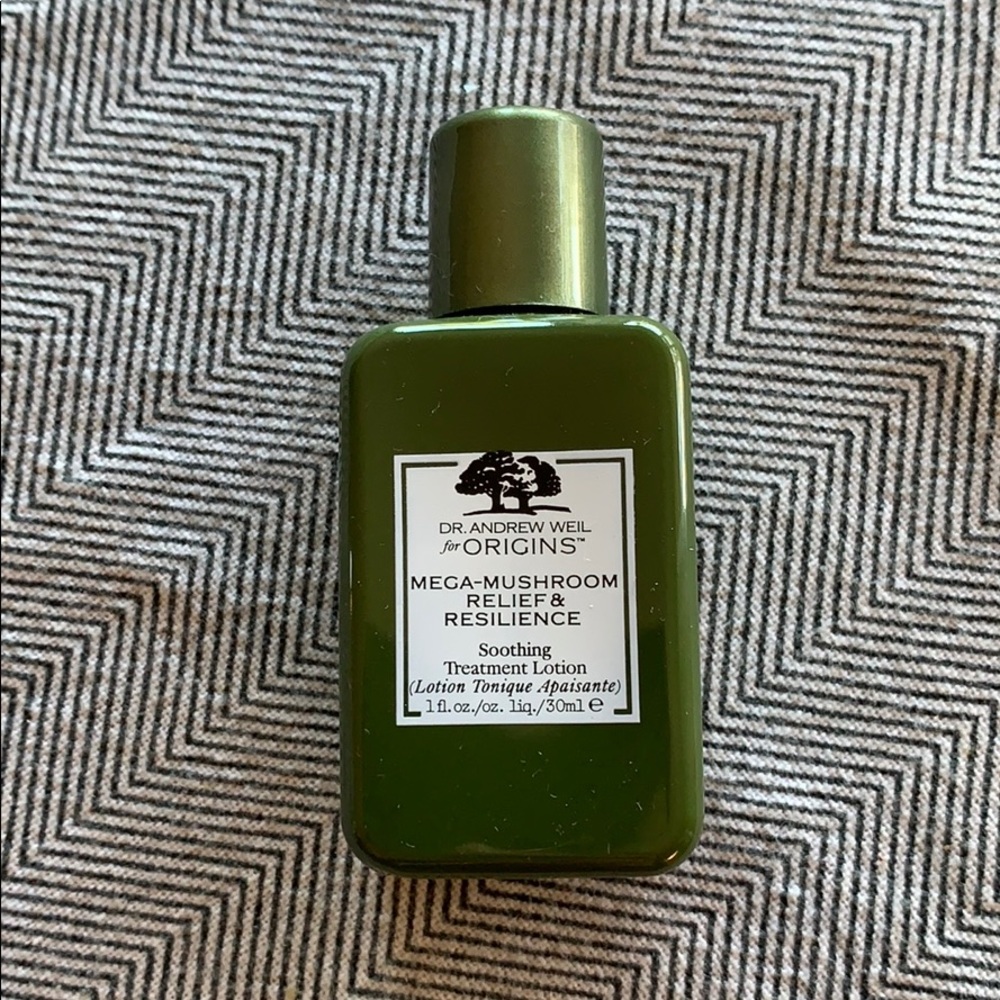 DR. ANDREW WEIL
for ORIGINS™
MEGA-MUSHROOM
RELIEF &
RESILIENCE
Soothing
Treatment Lotion
(Lotion Tonique Apaisante)
1 fl. oz./oz. liq./30ml ℮